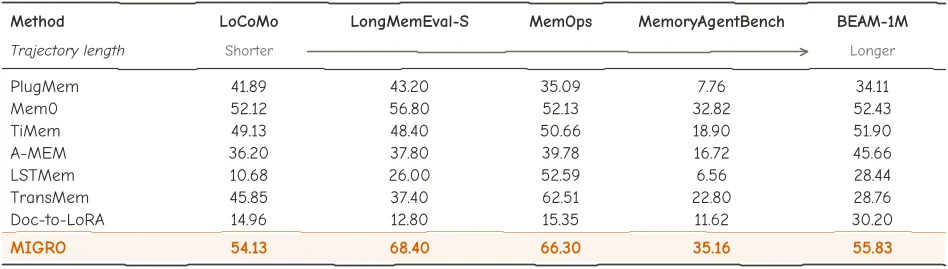 Method LoCoMo LongMemEval-S MemOps MemoryAgentBench BEAM-1M
Trajectory length Shorter Longer
PlugMem 41.89 43.20 35.09 7.76 34.11
Mem0 52.12 56.80 52.13 32.82 52.43
TiMem 49.13 48.40 50.66 18.90 51.90
A-MEM 36.20 37.80 39.78 16.72 45.66
LSTMem 10.68 26.00 52.59 6.56 28.44
TransMem 45.85 37.40 62.51 22.80 28.76
Doc-to-LoRA 14.96 12.80 15.35 11.62 30.20
MIGRO 54.13 68.40 66.30 35.16 55.83